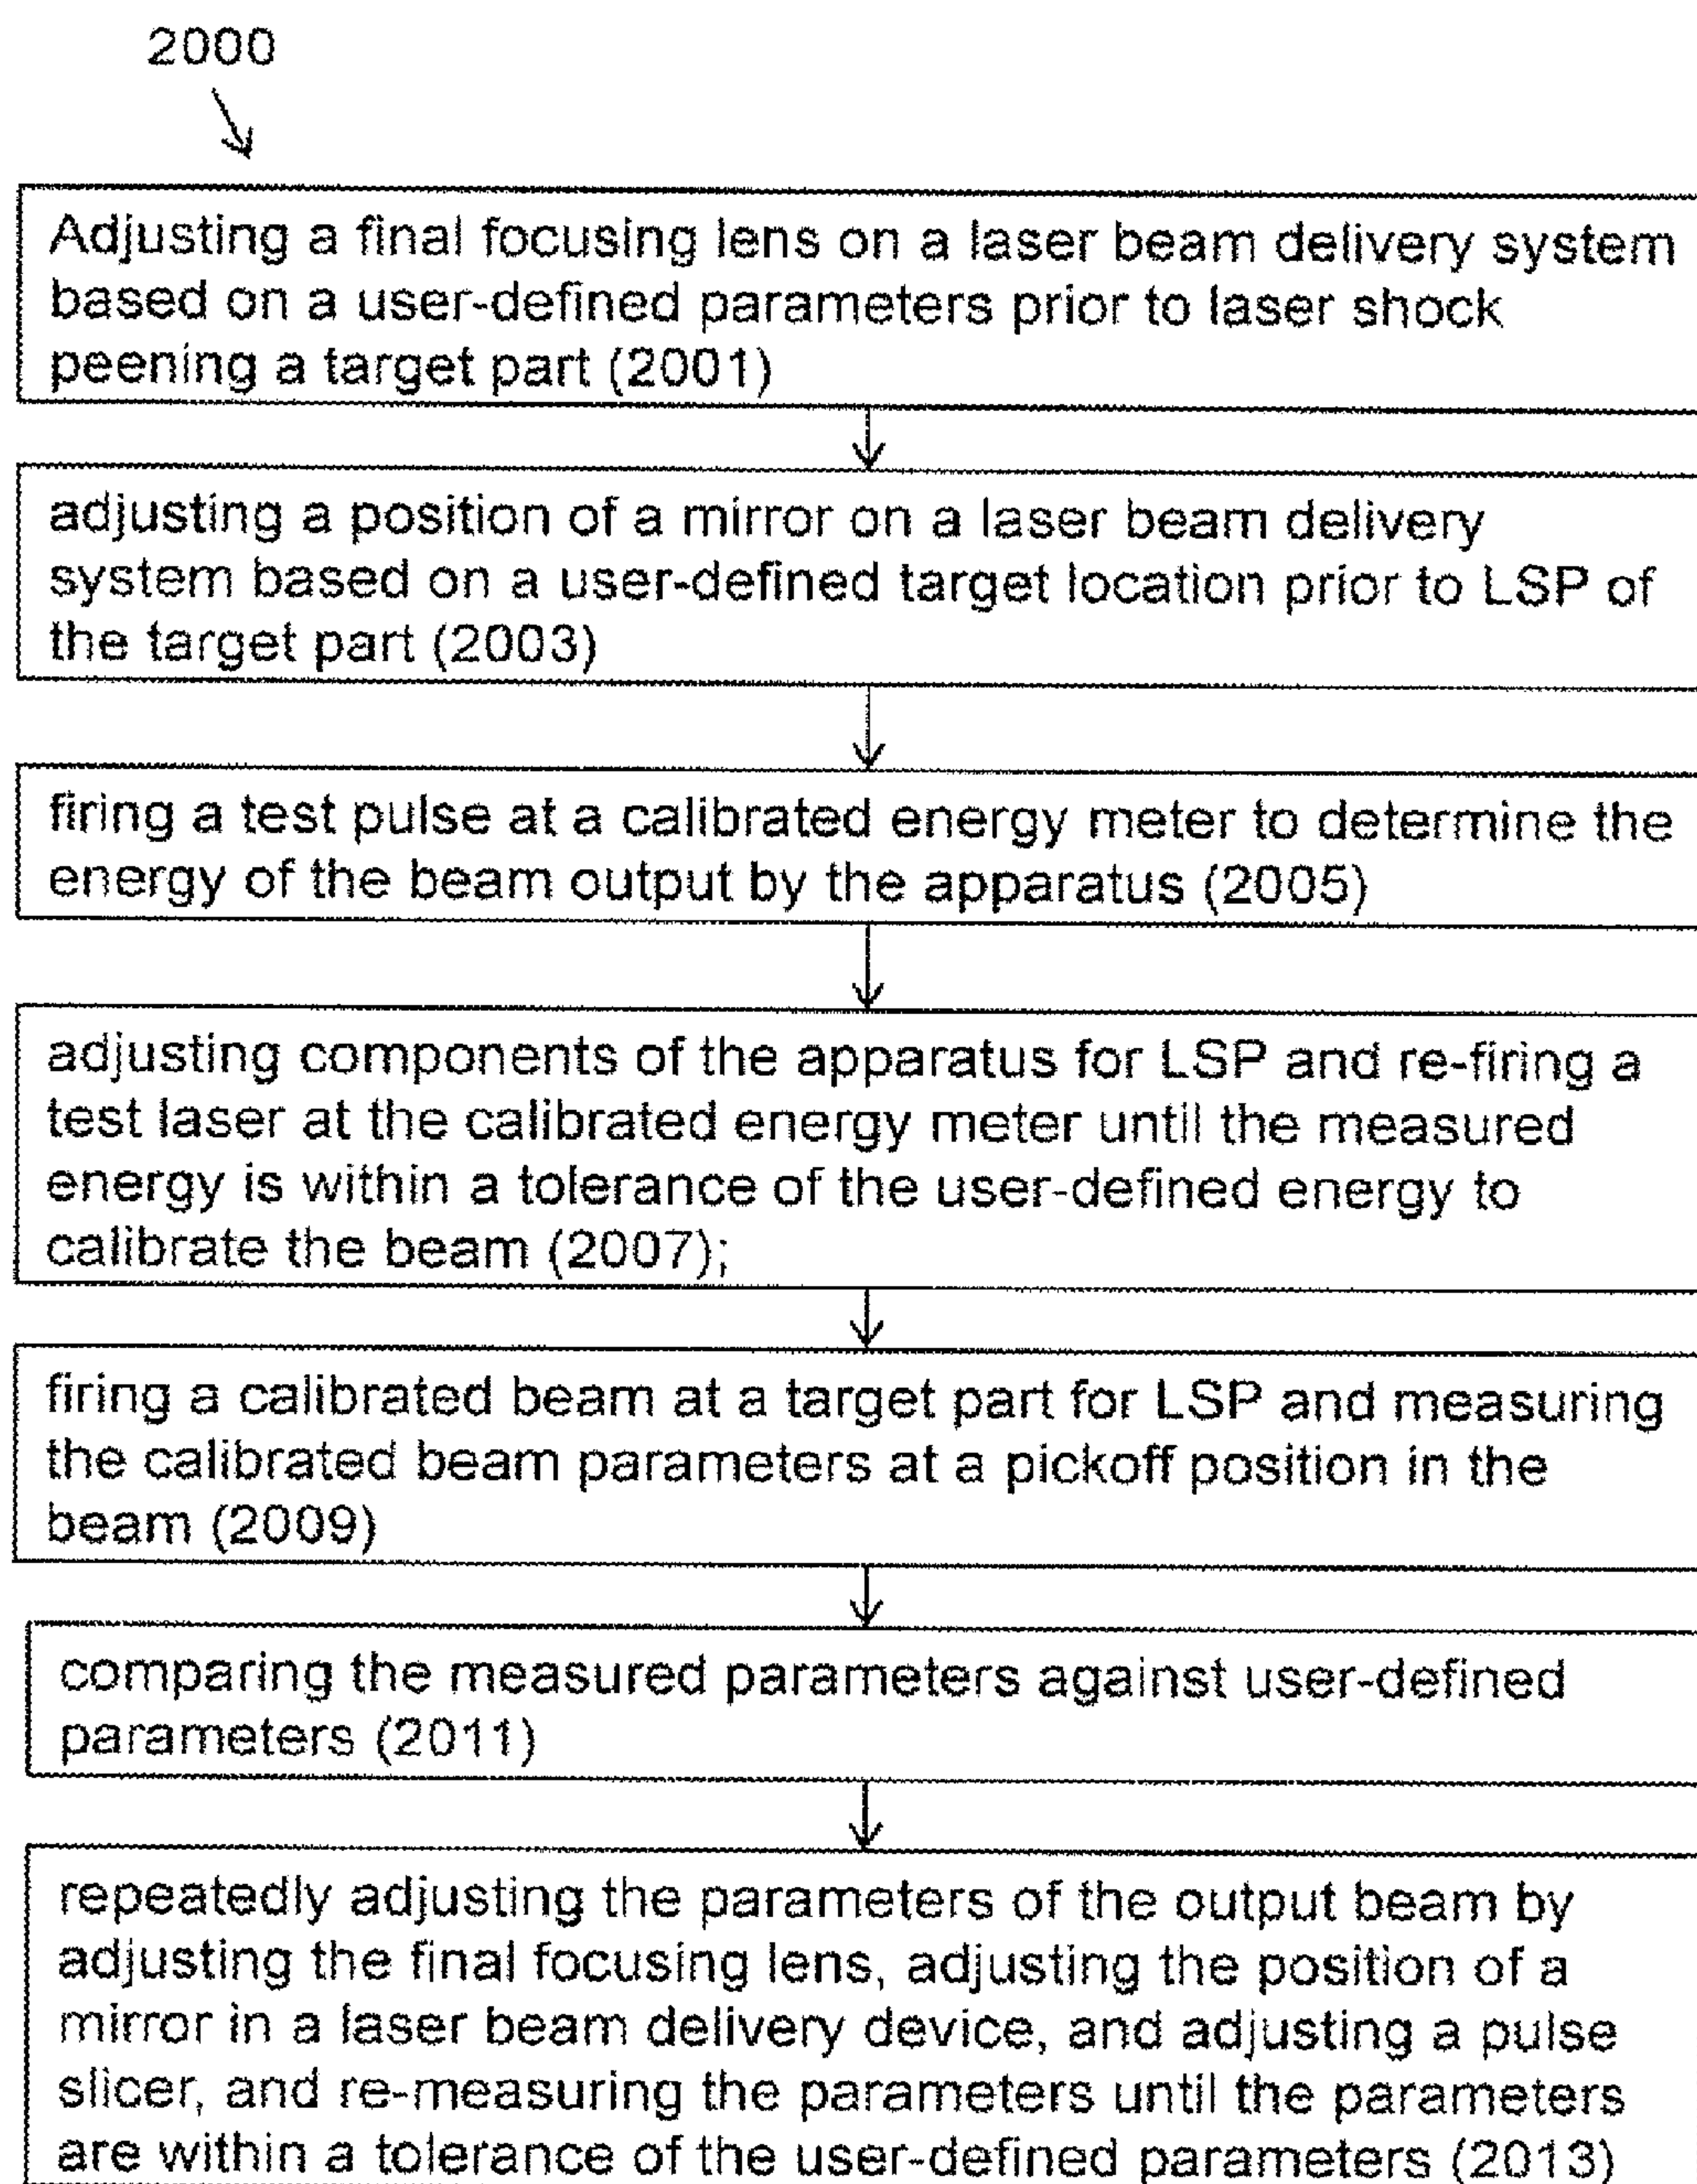 2000
Adjusting a final focusing lens on a laser beam delivery system
based on a user-defined parameters prior to laser shock
peening a target part (2001)
adjusting a position of a mirror on a laser beam delivery
system based on a user-defined target location prior to LSP of
the target part (2003)
firing a test pulse at a calibrated energy meter to determine the
energy of the beam output by the apparatus (2005)
adjusting components of the apparatus for LSP and re-firing a
test laser at the calibrated energy meter until the measured
energy is within a tolerance of the user-defined energy to
calibrate the beam (2007);
firing a calibrated beam at a target part for LSP and measuring
the calibrated beam parameters at a pickoff position in the
beam (2009)
comparing the measured parameters against user-defined
parameters (2011)
repeatedly adjusting the parameters of the output beam by
adjusting the final focusing lens, adjusting the position of a
mirror in a laser beam delivery device, and adjusting a pulse
slicer, and re-measuring the parameters until the parameters
are within a tolerance of the user-defined parameters (2013)